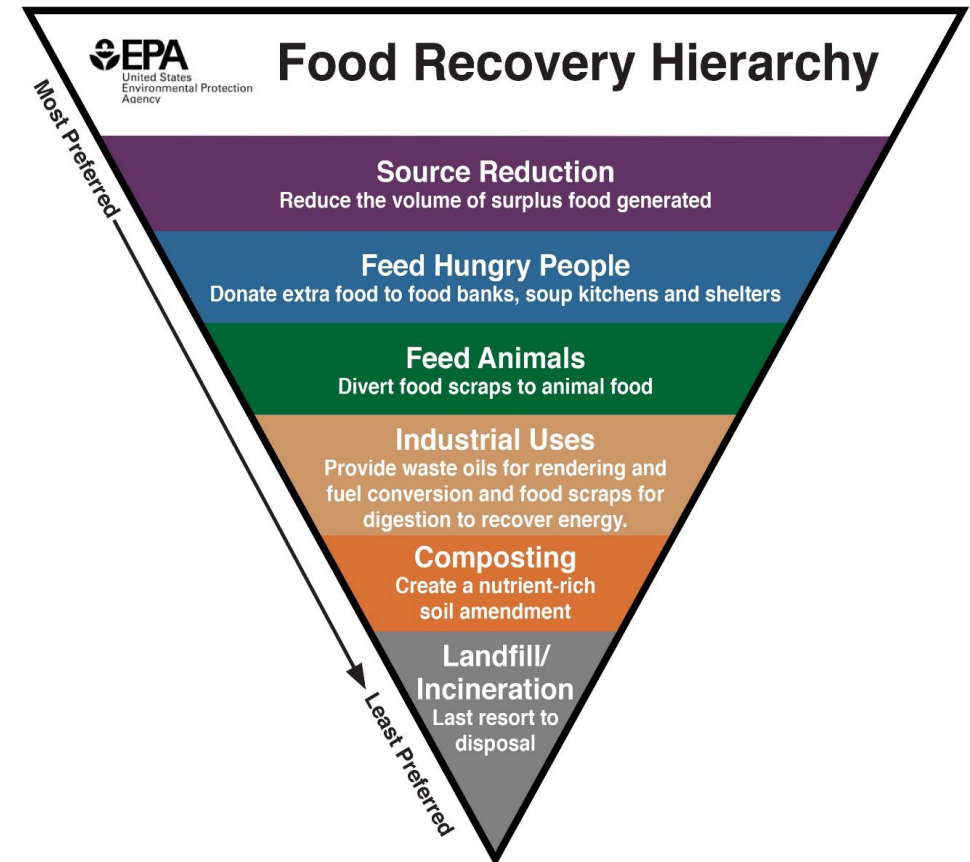 EPA
United States
Environmental Protection
Agency
Food Recovery Hierarchy
Most Preferred
Source Reduction
Reduce the volume of surplus food generated
Feed Hungry People
Donate extra food to food banks, soup kitchens and shelters
Feed Animals
Divert food scraps to animal food
Industrial Uses
Provide waste oils for rendering and
fuel conversion and food scraps for
digestion to recover energy.
Composting
Create a nutrient-rich
soil amendment
Landfill/
Incineration
Last resort to
disposal
Least Preferred